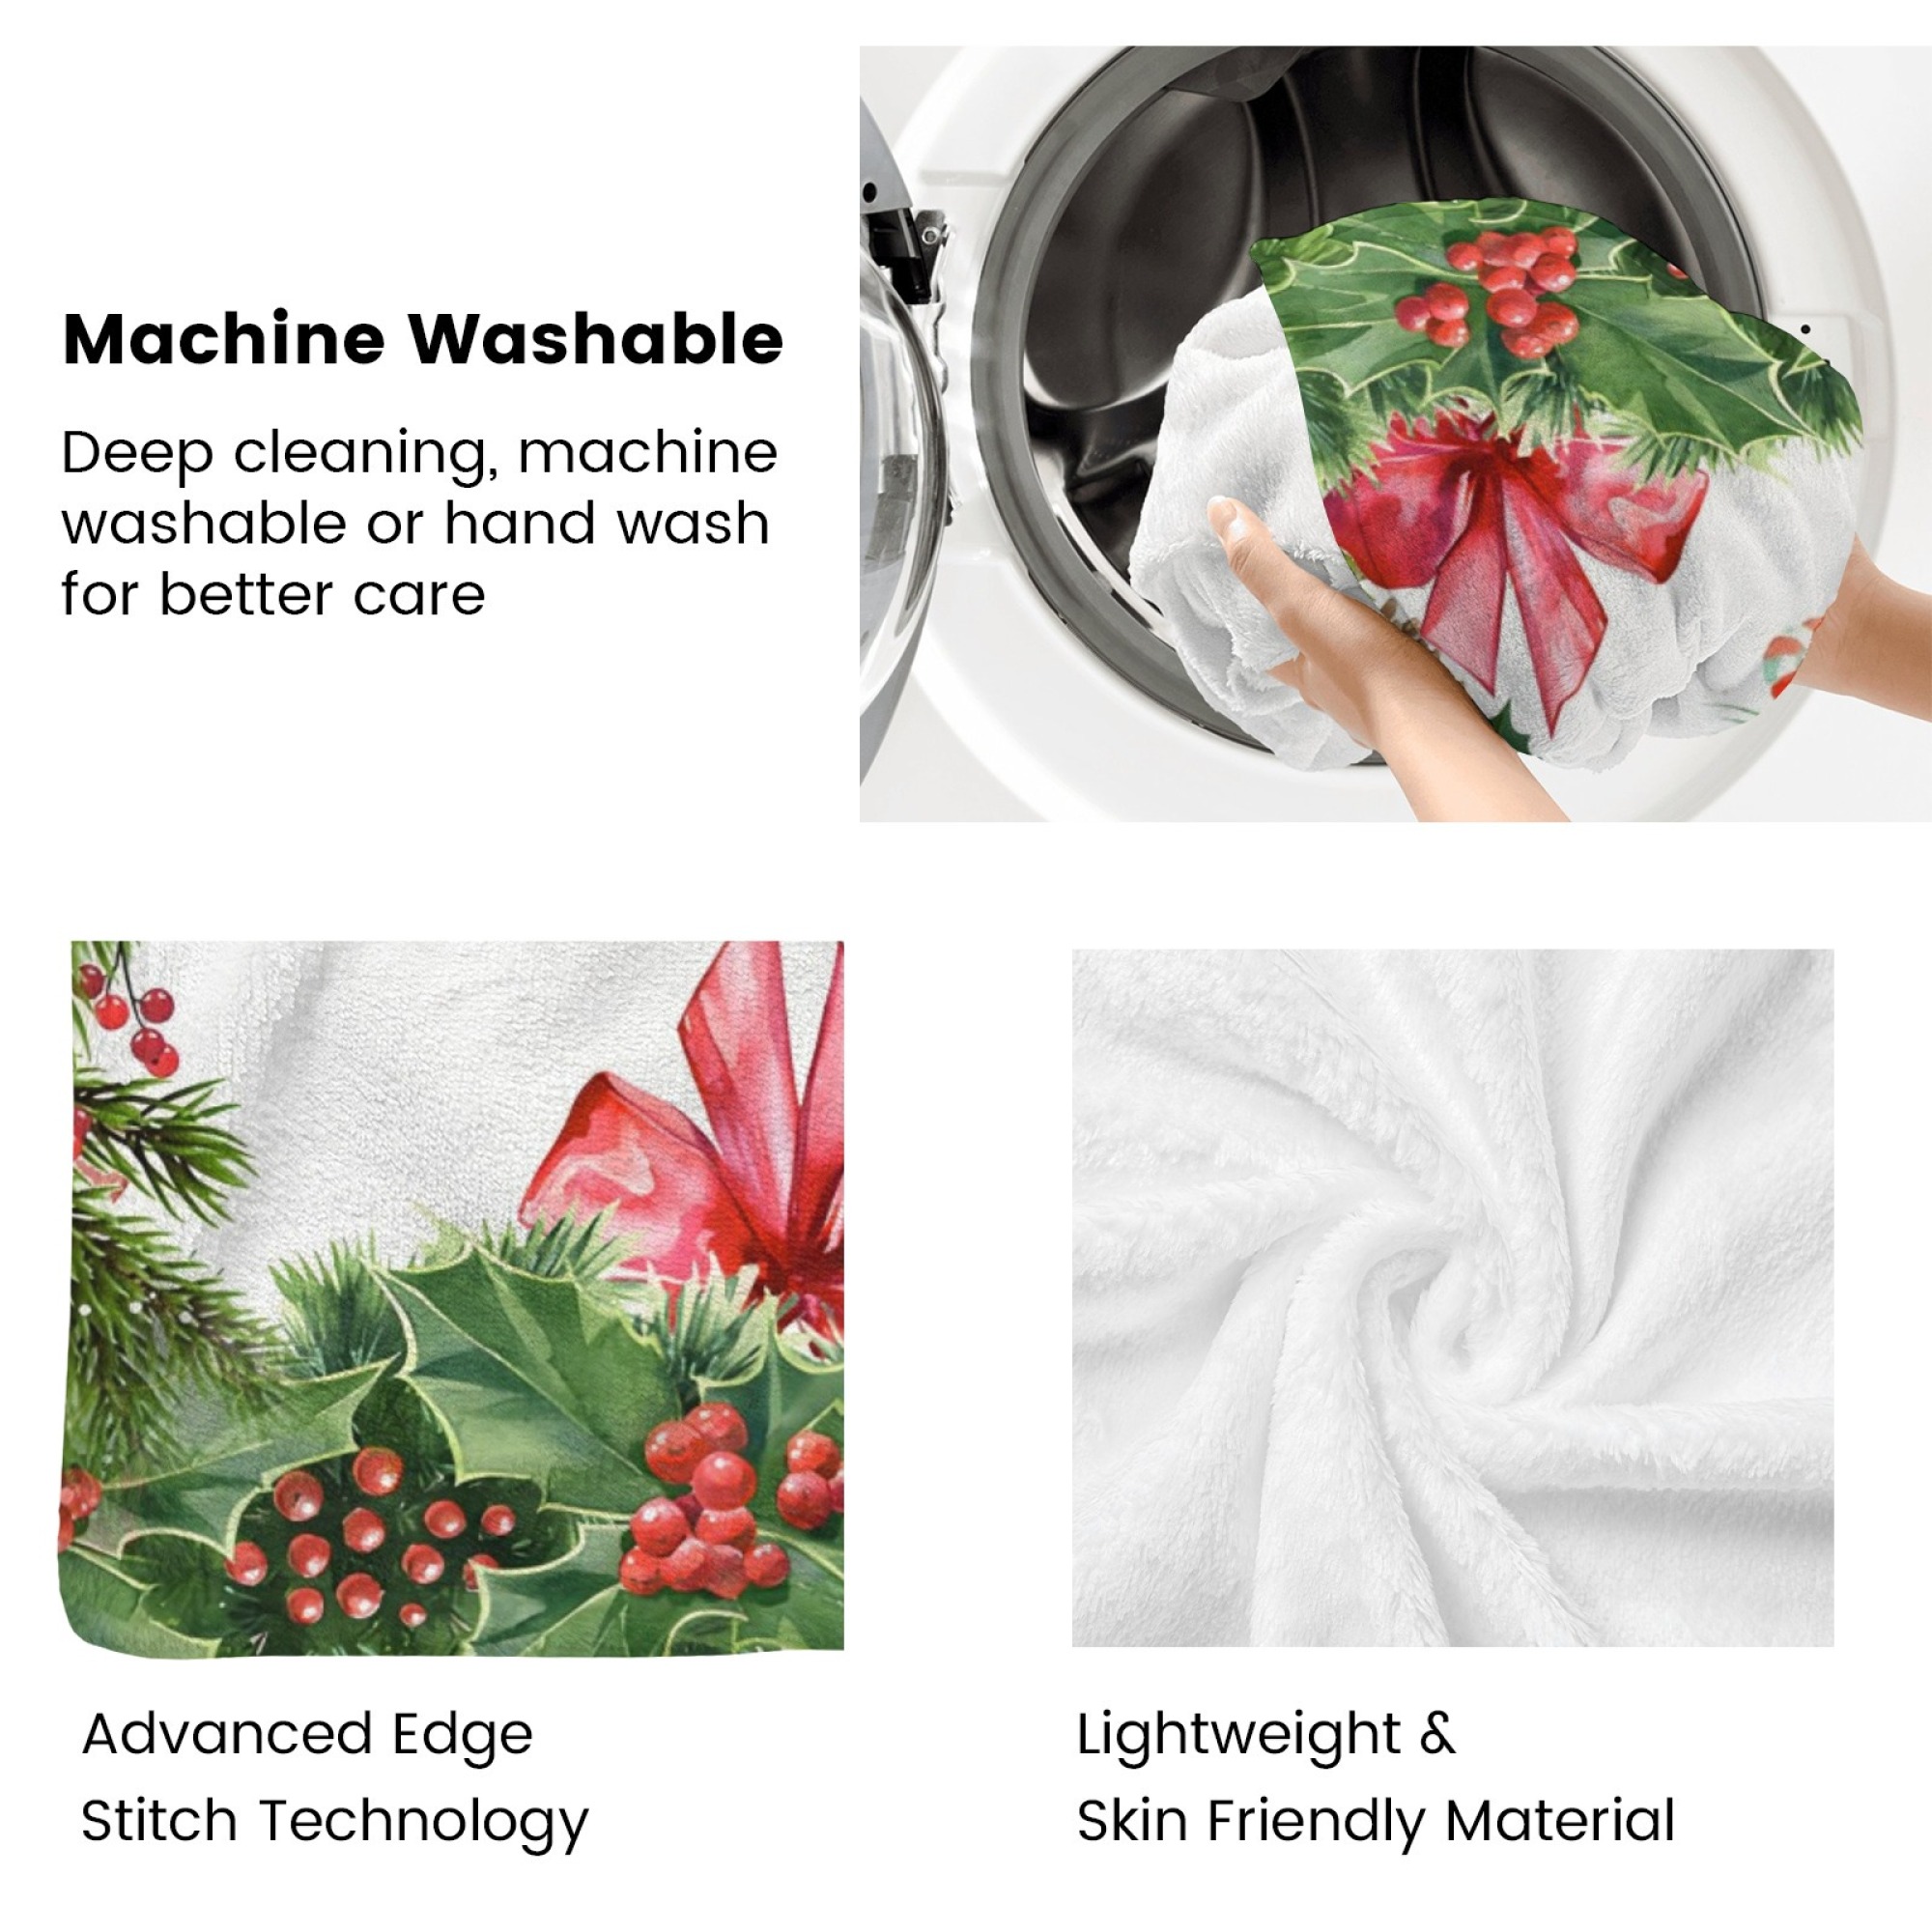 Machine Washable
Deep cleaning, machine
washable or hand wash
for better care
Advanced Edge
Stitch Technology
Lightweight &
Skin Friendly Material